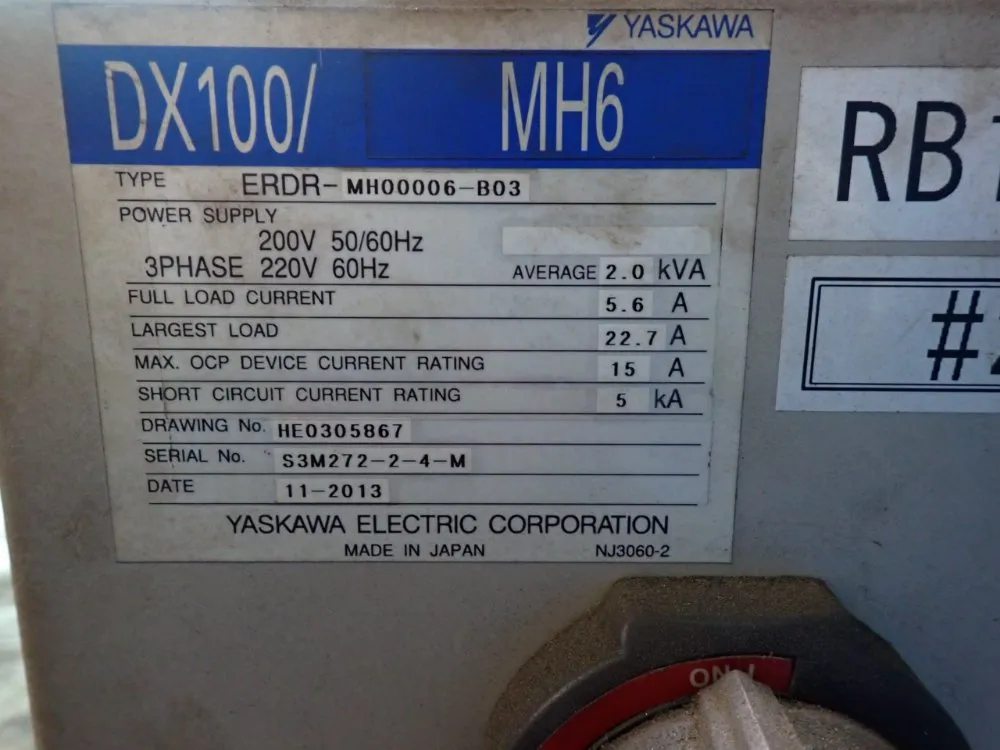 YASKAWA
DX100/ MH6
TYPE ERDR-MH00006-B03
POWER SUPPLY
200V 50/60Hz
3PHASE 220V 60Hz AVERAGE 2.0 kVA
FULL LOAD CURRENT 5.6 A
LARGEST LOAD 22.7 A
MAX. OCP DEVICE CURRENT RATING 15 A
SHORT CIRCUIT CURRENT RATING 5 kA
DRAWING No. HE0305867
SERIAL No. S3M272-2-4-M
DATE 11-2013
YASKAWA ELECTRIC CORPORATION
MADE IN JAPAN NJ3060-2
RB
#
ON